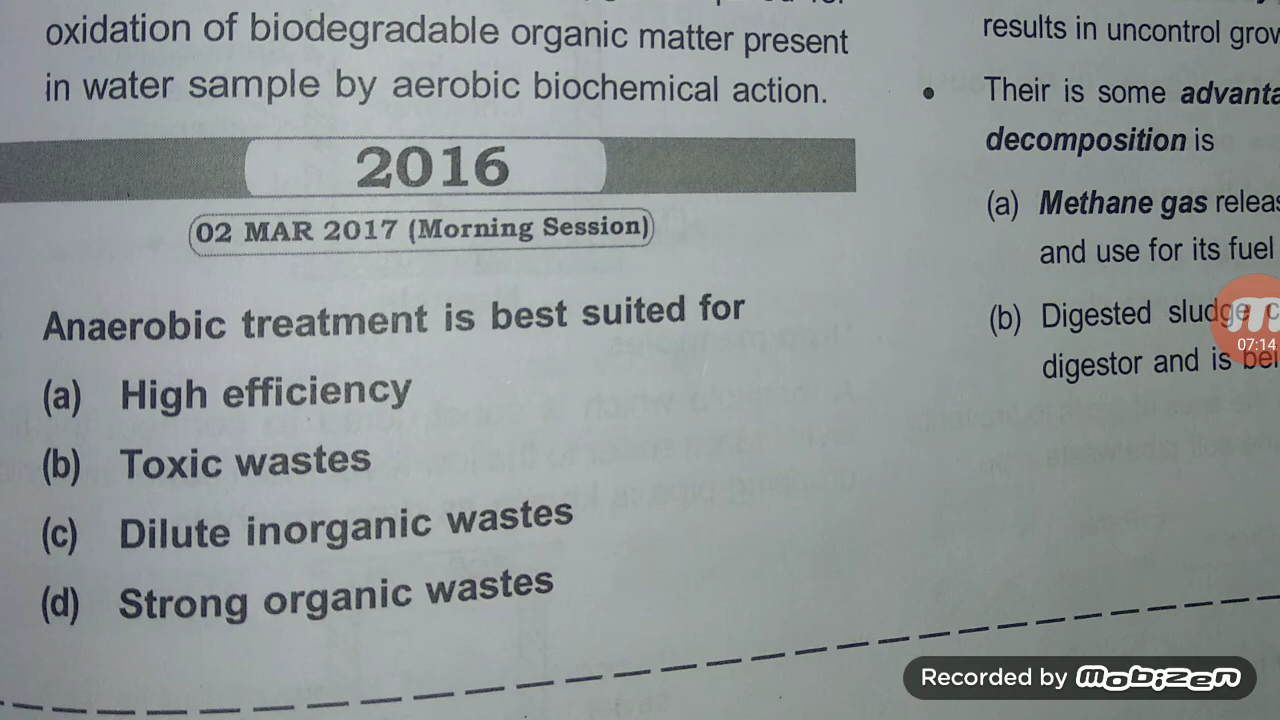 oxidation of biodegradable organic matter present
in water sample by aerobic biochemical action.
2016
02 MAR 2017 (Morning Session)
Anaerobic treatment is best suited for
(a) High efficiency
(b) Toxic wastes
(c) Dilute inorganic wastes
(d) Strong organic wastes
results in uncontrol
• Their is some
decomposition is
(a) Methane gas
and use for its fuel
(b) Digested sludge
digestor and is
07:14
Recorded by mobizen